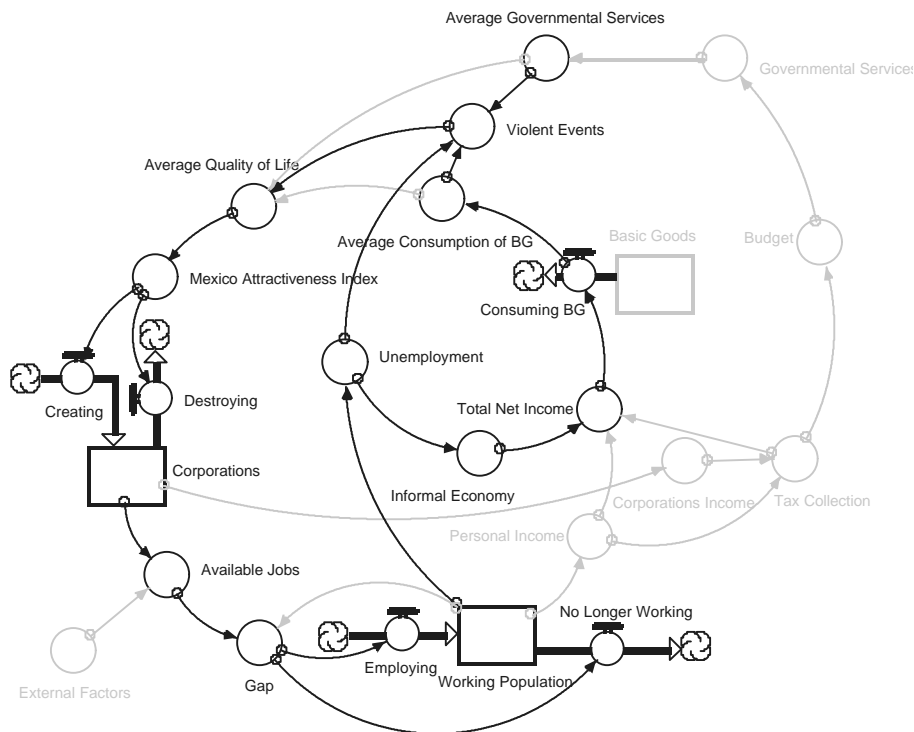 Average Governmental Services
Governmental Services
Violent Events
Average Quality of Life
Average Consumption of BG
Basic Goods
Budget
Mexico Attractiveness Index
Consuming BG
Unemployment
Creating
Destroying
Total Net Income
Corporations
Informal Economy
Corporations Income
Tax Collection
Personal Income
Available Jobs
No Longer Working
Employing
Working Population
Gap
External Factors